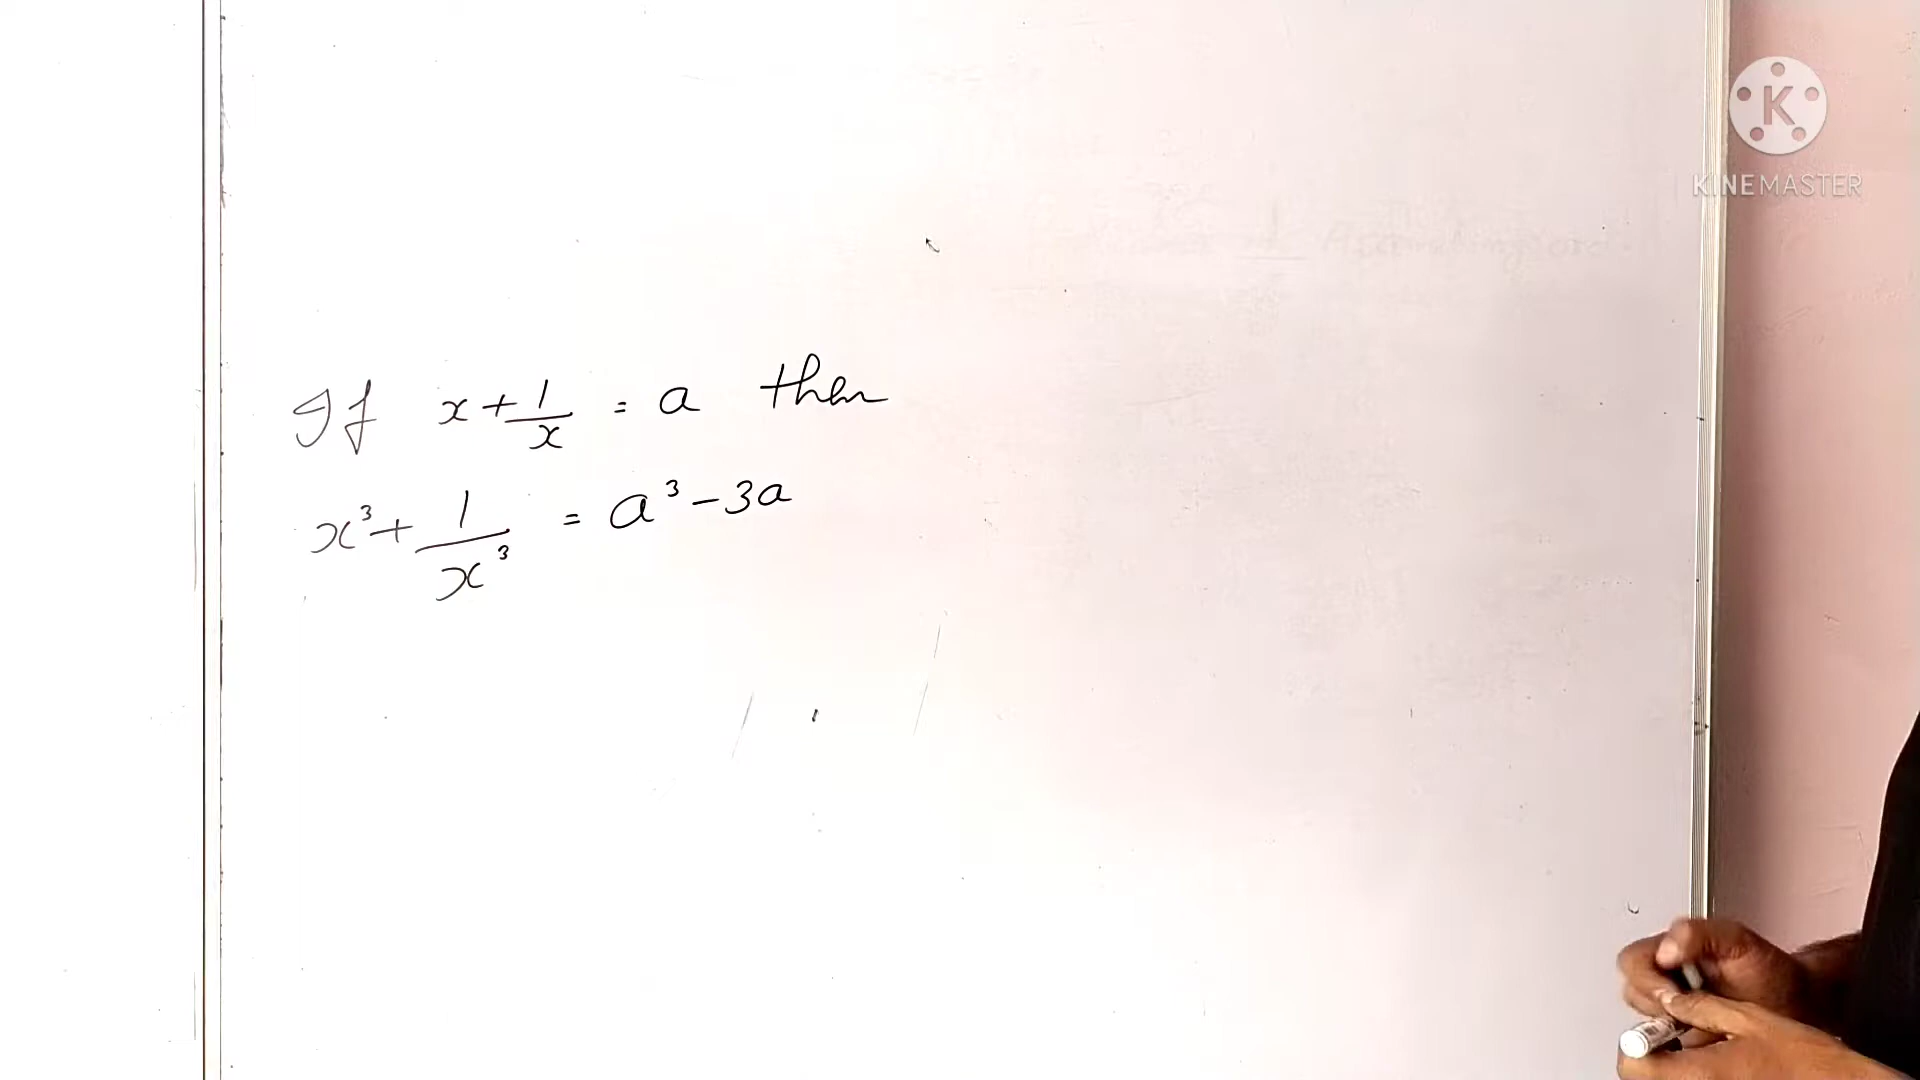 If x + 1/x = a then
x³ + 1/x³ = a³ - 3a
KINEMASTER